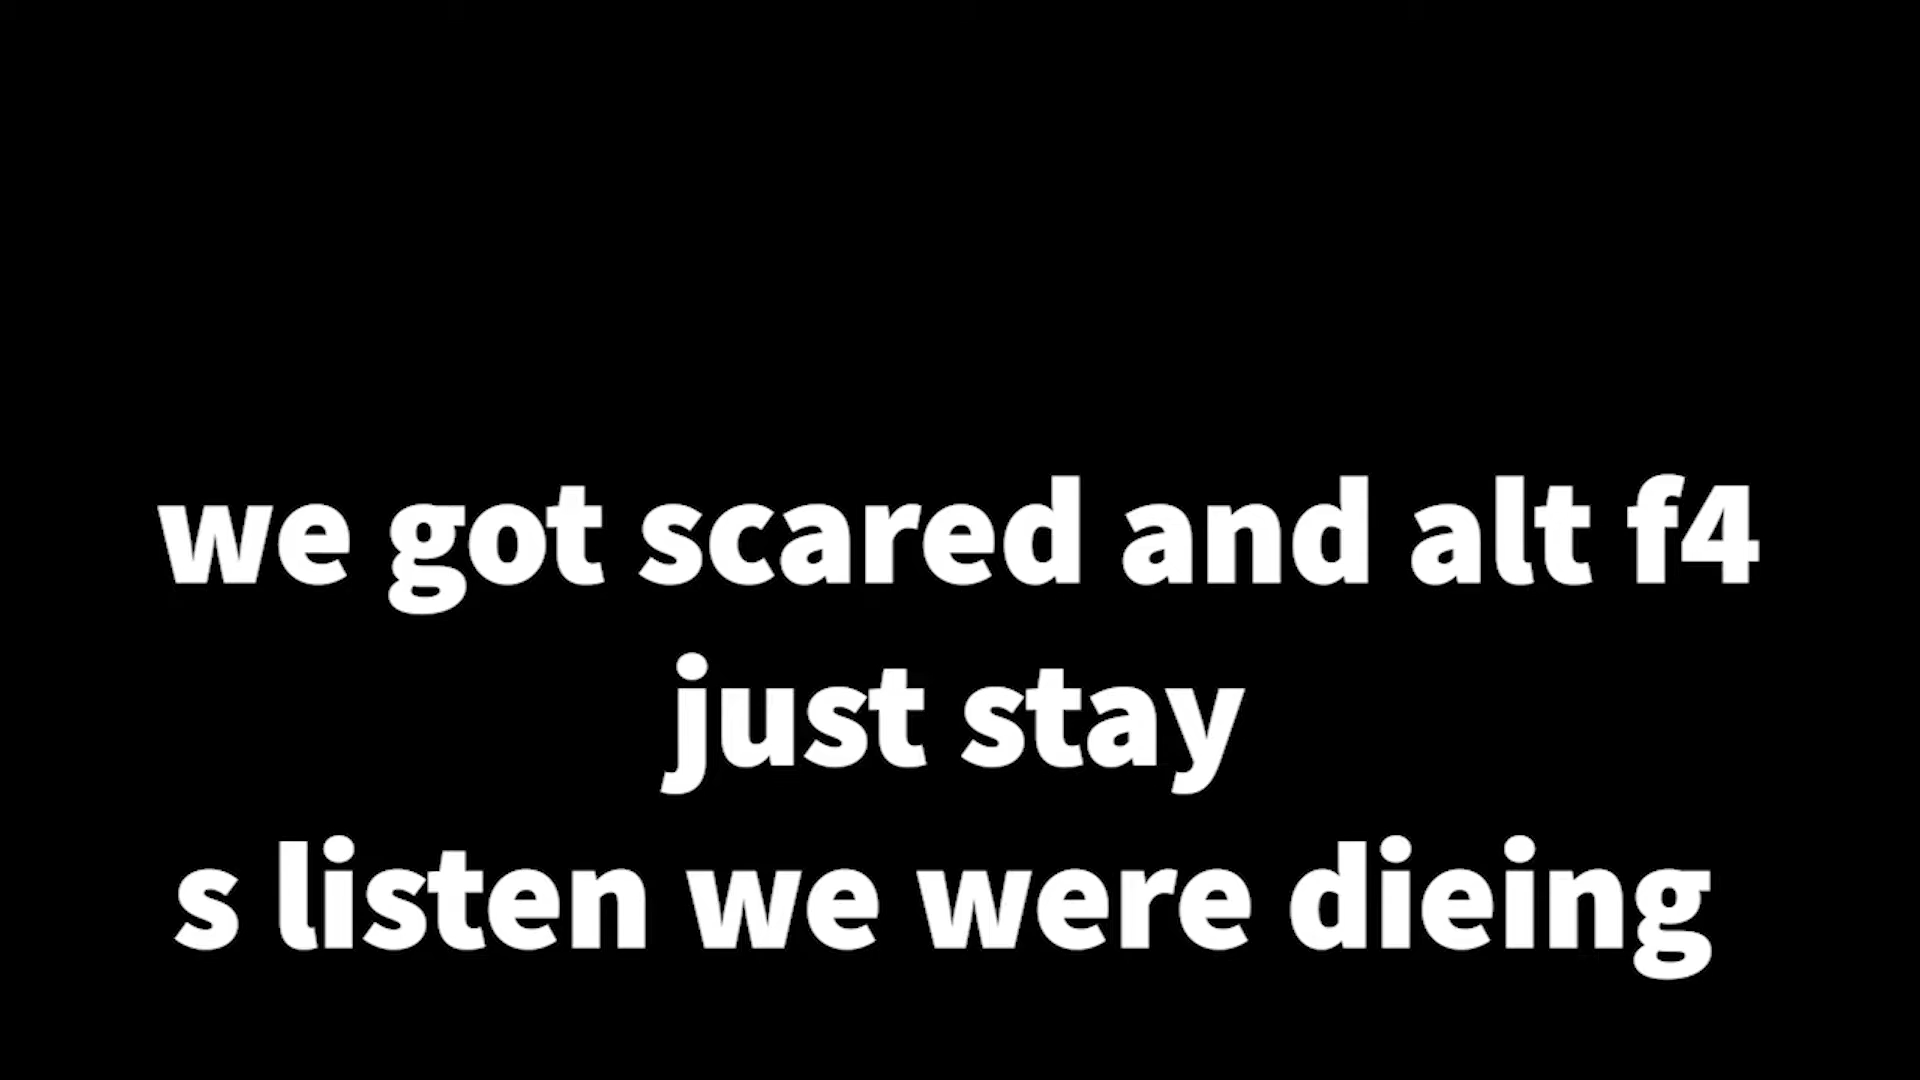 we got scared and alt f4
just stay
s listen we were dieing